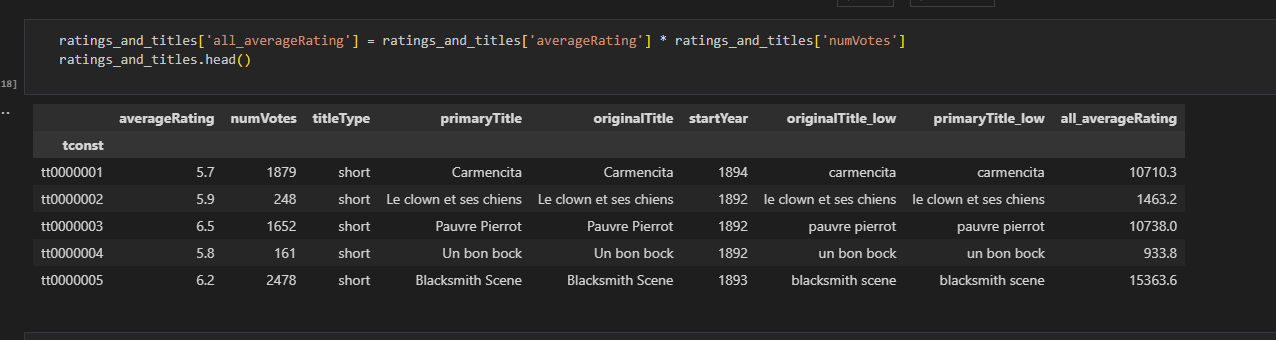 ratings_and_titles['all_averageRating'] = ratings_and_titles['averageRating'] * ratings_and_titles['numVotes']
ratings_and_titles.head()
18]
..
averageRating numVotes titleType primaryTitle originalTitle startYear originalTitle_low primaryTitle_low all_averageRating
tconst
tt0000001 5.7 1879 short Carmencita Carmencita 1894 carmencita carmencita 10710.3
tt0000002 5.9 248 short Le clown et ses chiens Le clown et ses chiens 1892 le clown et ses chiens le clown et ses chiens 1463.2
tt0000003 6.5 1652 short Pauvre Pierrot Pauvre Pierrot 1892 pauvre pierrot pauvre pierrot 10738.0
tt0000004 5.8 161 short Un bon bock Un bon bock 1892 un bon bock un bon bock 933.8
tt0000005 6.2 2478 short Blacksmith Scene Blacksmith Scene 1893 blacksmith scene blacksmith scene 15363.6